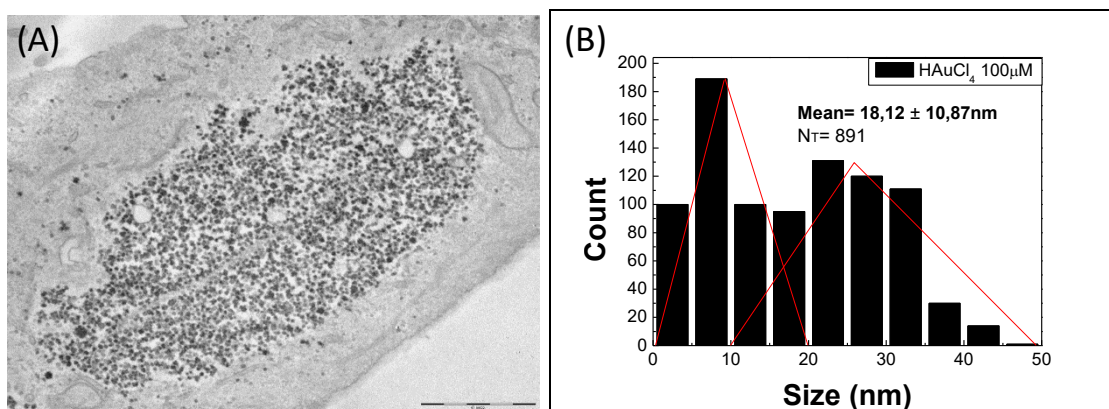 (A)
(B)
HAuCl₄ 100μM
Mean= 18,12 ± 10,87nm
NT= 891
Count
200
180
160
140
120
100
80
60
40
20
0
0 10 20 30 40 50
Size (nm)